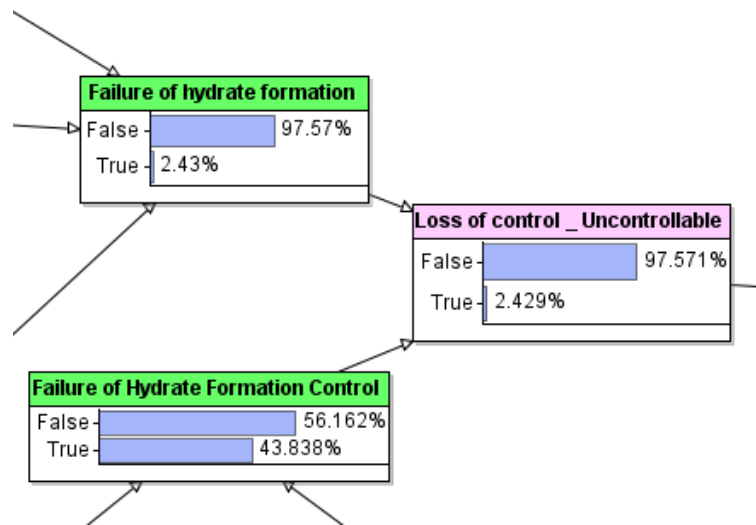 Failure of hydrate formation
False 97.57%
True 2.43%
Loss of control _ Uncontrollable
False 97.571%
True 2.429%
Failure of Hydrate Formation Control
False 56.162%
True 43.838%